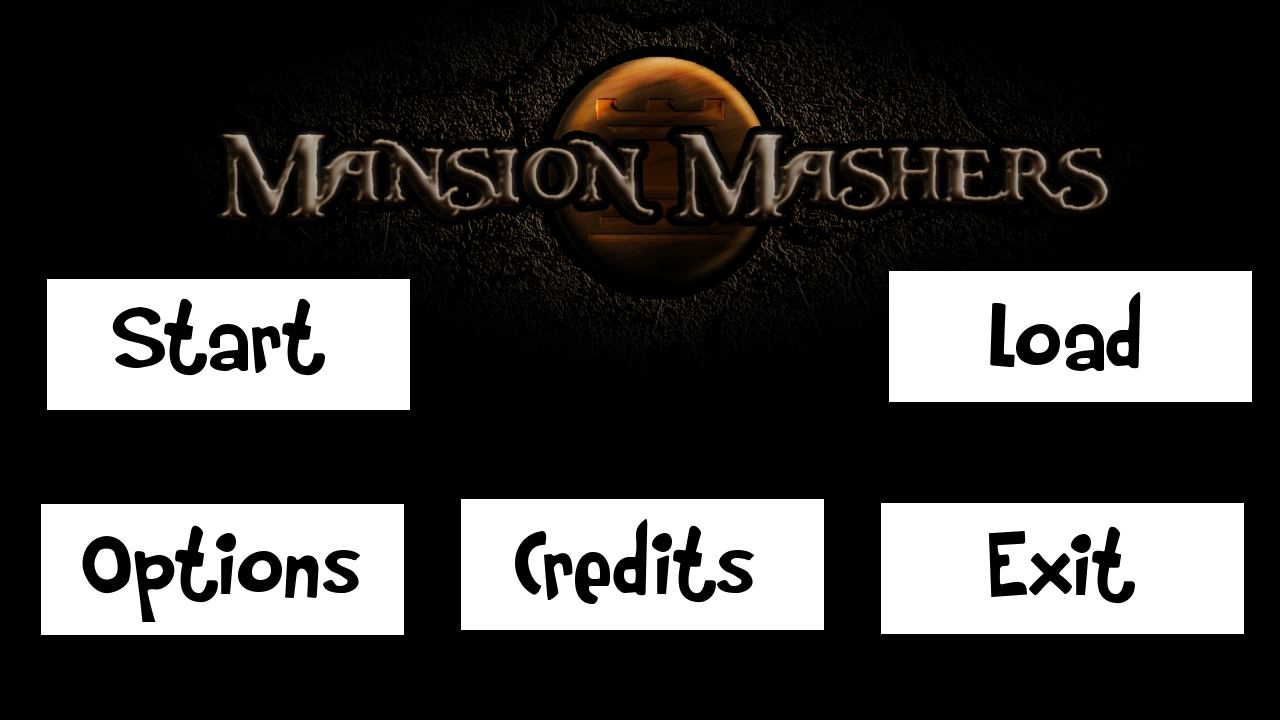 Mansion Mashers
Start
Load
Options
Credits
Exit